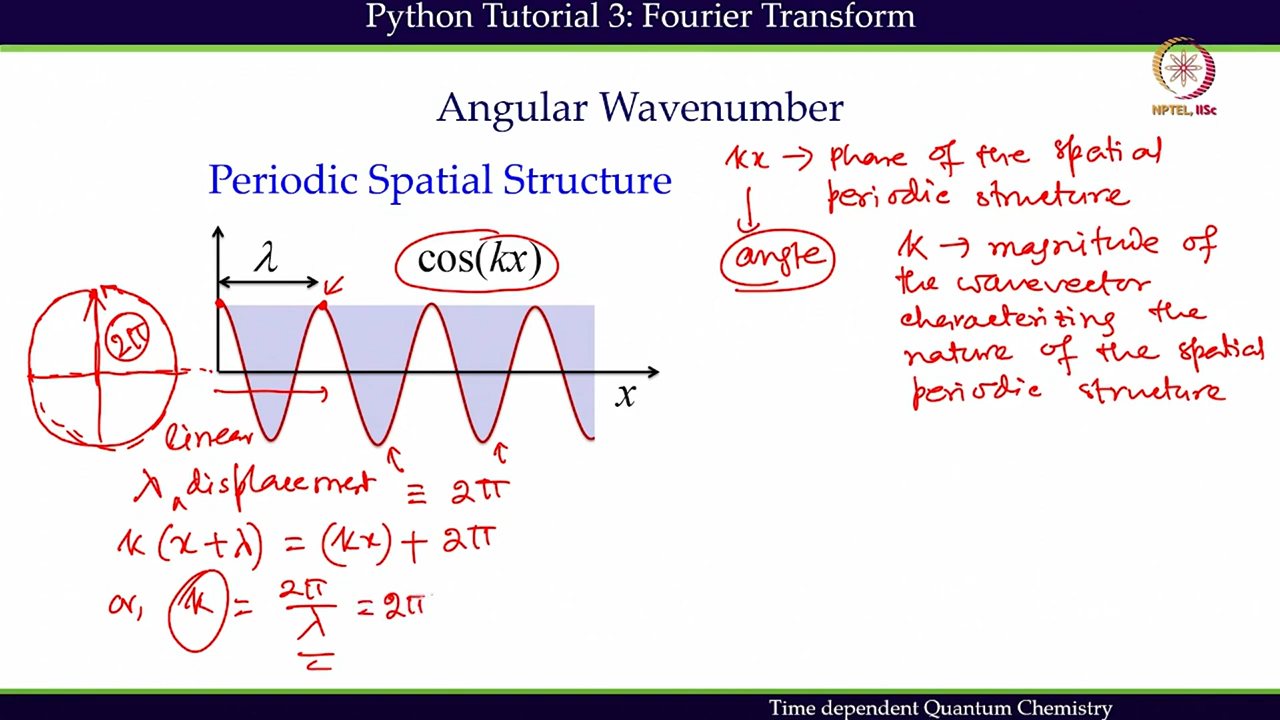 Python Tutorial 3: Fourier Transform
NPTEL, IISc
Angular Wavenumber
Periodic Spatial Structure
kx → phase of the spatial
periodic structure
angle
k → magnitude of
the wavevector
characterizing the
nature of the spatial
periodic structure
λ
cos(kx)
2π
x
linear
λ ∧ displacement ≡ 2π
k(x+λ) = (kx) + 2π
or, k = 2π/λ = 2π
Time dependent Quantum Chemistry